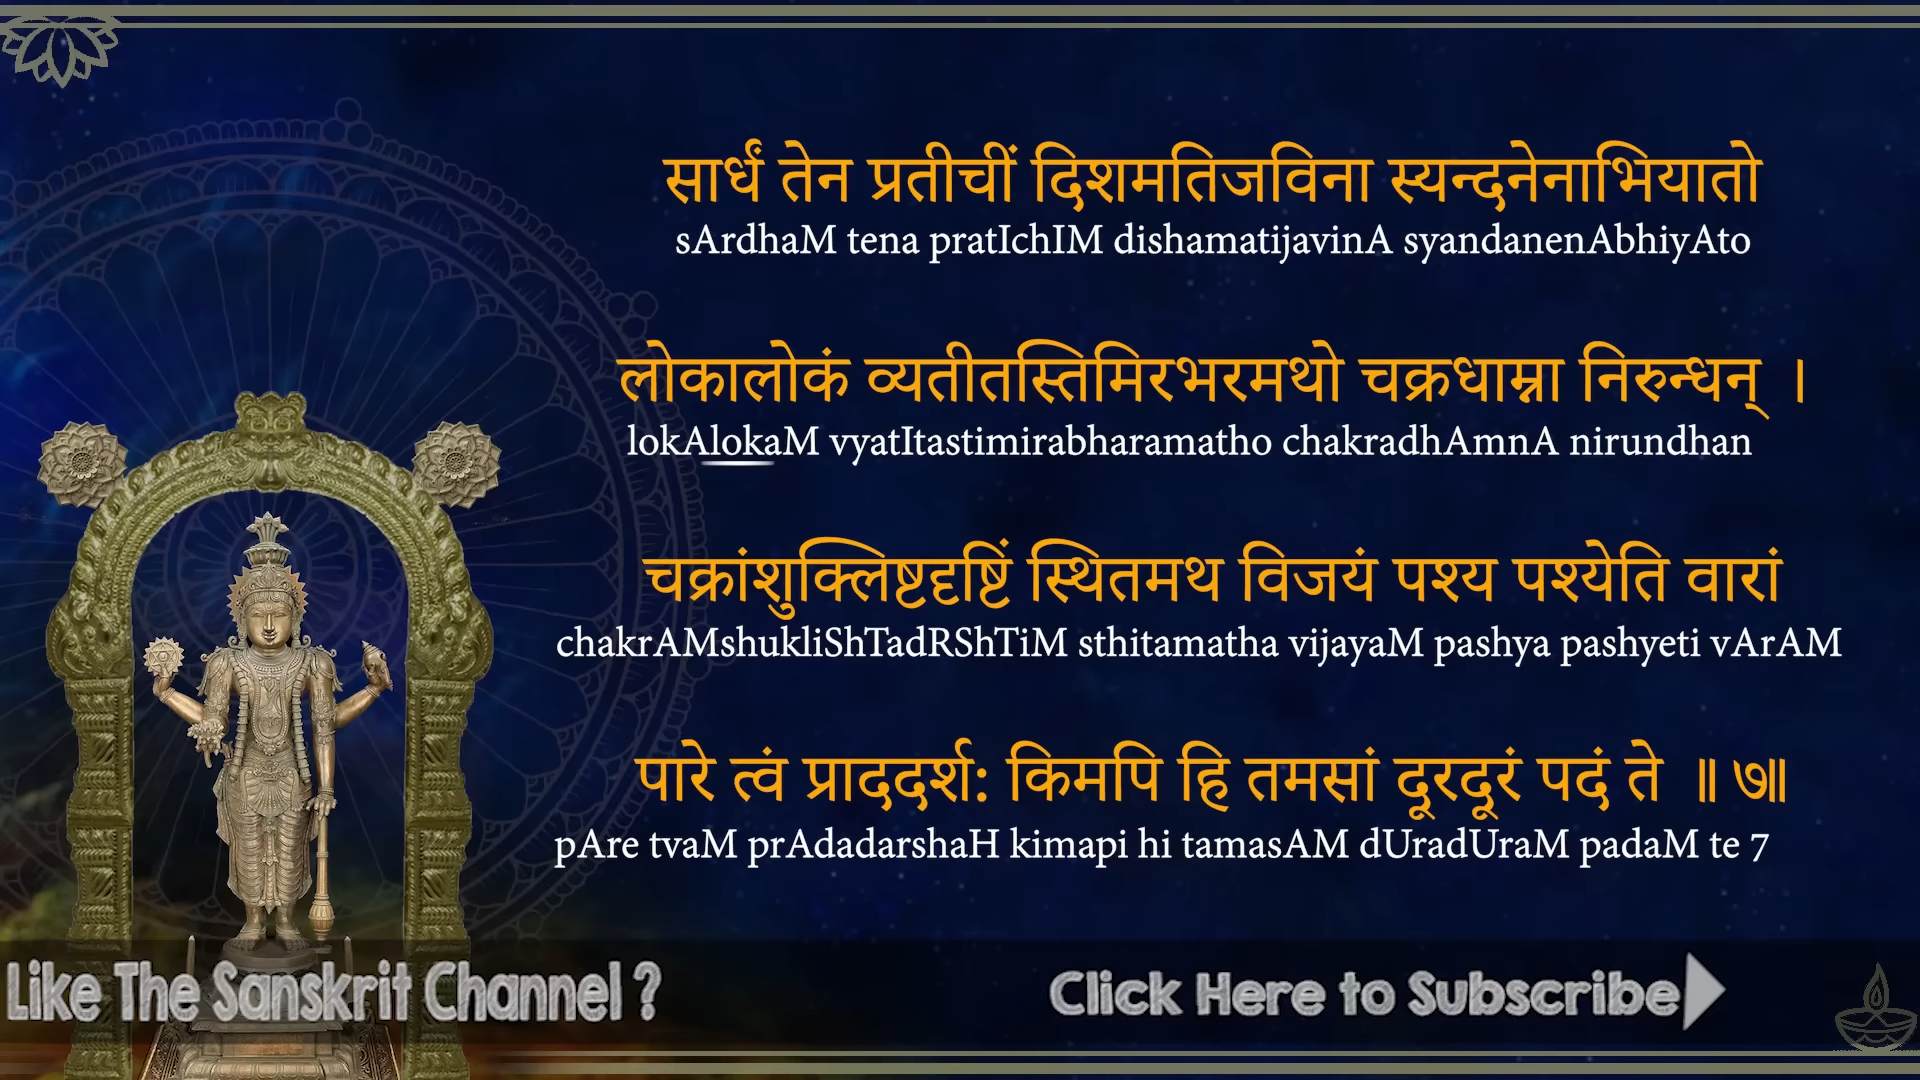 सार्धं तेन प्रतीचीं दिशमतिजविना स्यन्दनेनाभियातो
sArdhaM tena pratIchIM dishamatijavinA syandanenAbhiyAto
लोकालोकं व्यतीतस्तिमिरभरमथो चक्रधाम्ना निरुन्धन् ।
lokAlokaM vyatItastimirabharamatho chakradhAmnA nirundhan
चक्रांशुक्लिष्टदृष्टिं स्थितमथ विजयं पश्य पश्येति वारां
chakrAMshukliShTadRShTiM sthitamatha vijayaM pashya pashyeti vArAM
पारे त्वं प्राददर्श: किमपि हि तमसां दूरदूरं पदं ते ॥ ७॥
pAre tvaM prAdadarshaH kimapi hi tamasAM dUradUraM padaM te 7
Like The Sanskrit Channel ?
Click Here to Subscribe